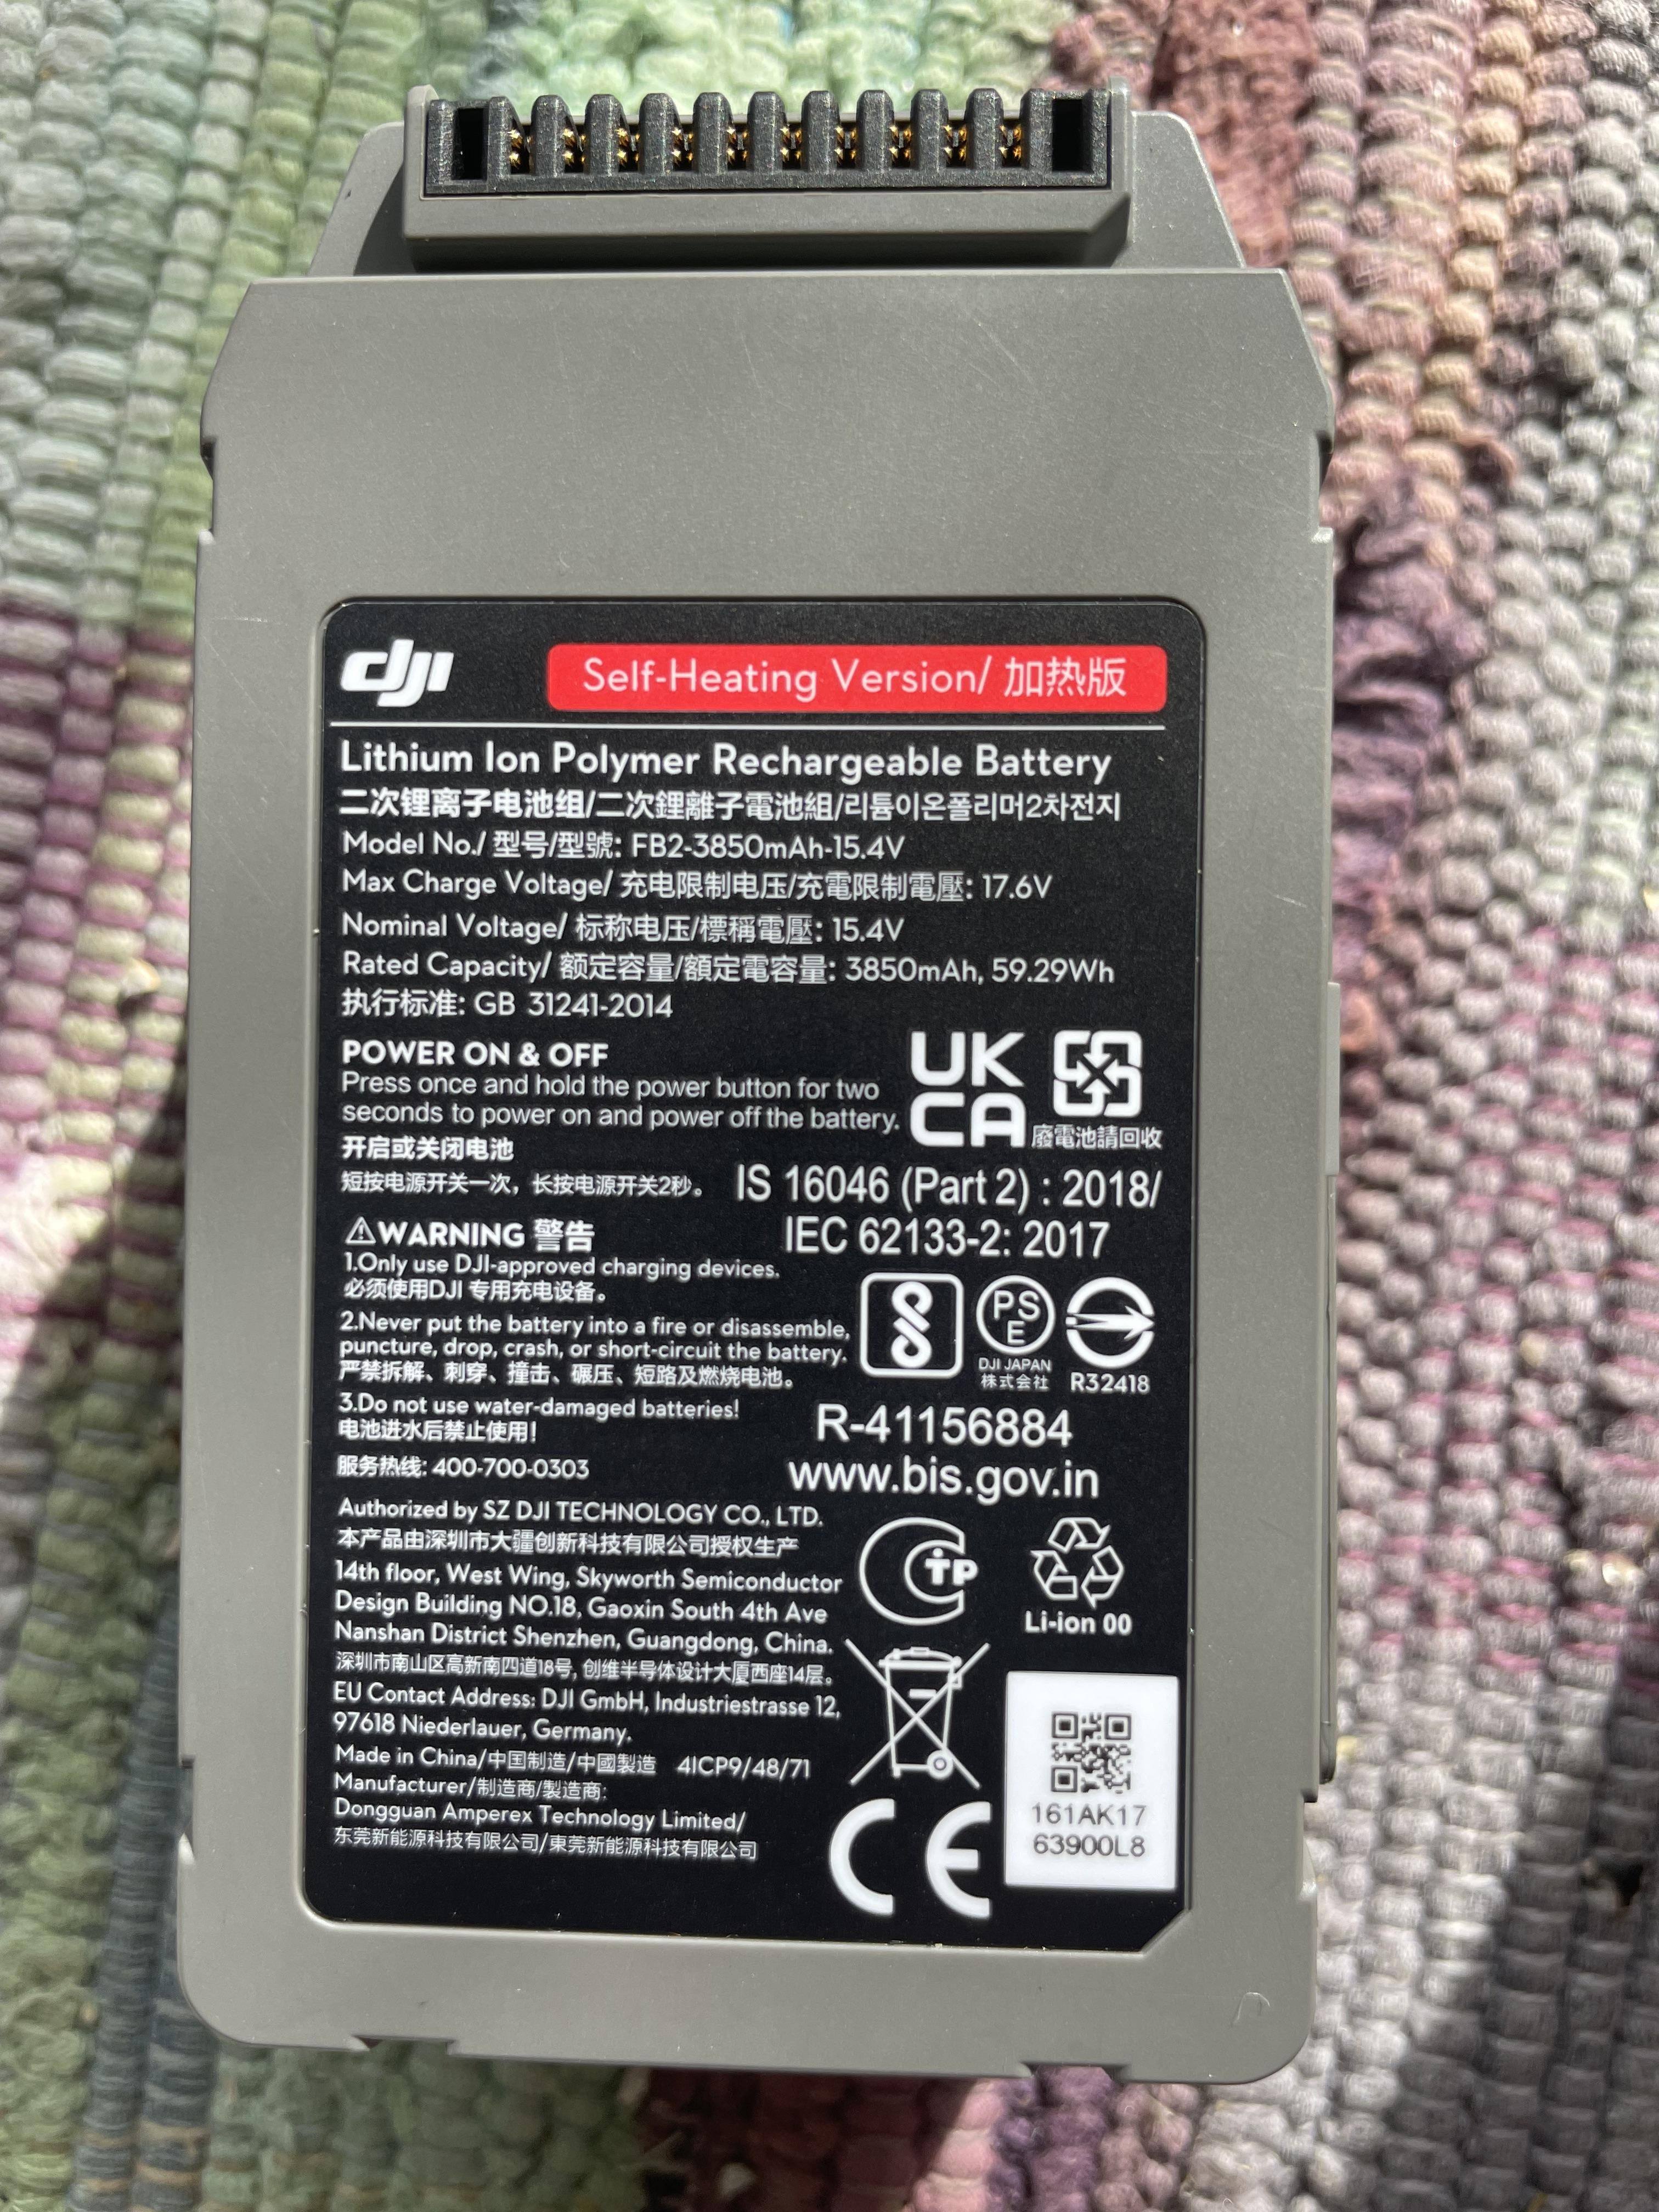 dji
Self-Heating Version/ 加热版
Lithium Ion Polymer Rechargeable Battery
二次锂离子电池组/二次鋰離子電池組/리튬이온폴리머2차전지
Model No./ 型号/型號: FB2-3850mAh-15.4V
Max Charge Voltage/ 充电限制电压/充電限制電壓: 17.6V
Nominal Voltage/ 标称电压/標稱電壓: 15.4V
Rated Capacity/ 额定容量/額定電容量: 3850mAh, 59.29Wh
执行标准: GB 31241-2014
POWER ON & OFF
Press once and hold the power button for two
seconds to power on and power off the battery.
开启或关闭电池
短按电源开关一次，长按电源开关2秒。
UK
CA
廢電池請回收
IS 16046 (Part 2) : 2018/
IEC 62133-2: 2017
⚠WARNING 警告
1.Only use DJI-approved charging devices.
必须使用DJI 专用充电设备。
2.Never put the battery into a fire or disassemble,
puncture, drop, crash, or short-circuit the battery.
严禁拆解、刺穿、撞击、碾压、短路及燃烧电池。
3.Do not use water-damaged batteries!
电池进水后禁止使用!
服务热线: 400-700-0303
PS
E
DJI JAPAN
株式会社
R32418
R-41156884
www.bis.gov.in
Authorized by SZ DJI TECHNOLOGY CO., LTD.
本产品由深圳市大疆创新科技有限公司授权生产
14th floor, West Wing, Skyworth Semiconductor
Design Building NO.18, Gaoxin South 4th Ave
Nanshan District Shenzhen, Guangdong, China.
深圳市南山区高新南四道18号, 创维半导体设计大厦西座14层。
EU Contact Address: DJI GmbH, Industriestrasse 12,
97618 Niederlauer, Germany.
Made in China/中国制造/中國製造 4ICP9/48/71
Manufacturer/制造商/製造商:
Dongguan Amperex Technology Limited/
东莞新能源科技有限公司/東莞新能源科技有限公司
СТР
Li-ion 00
CE
161AK17
63900L8